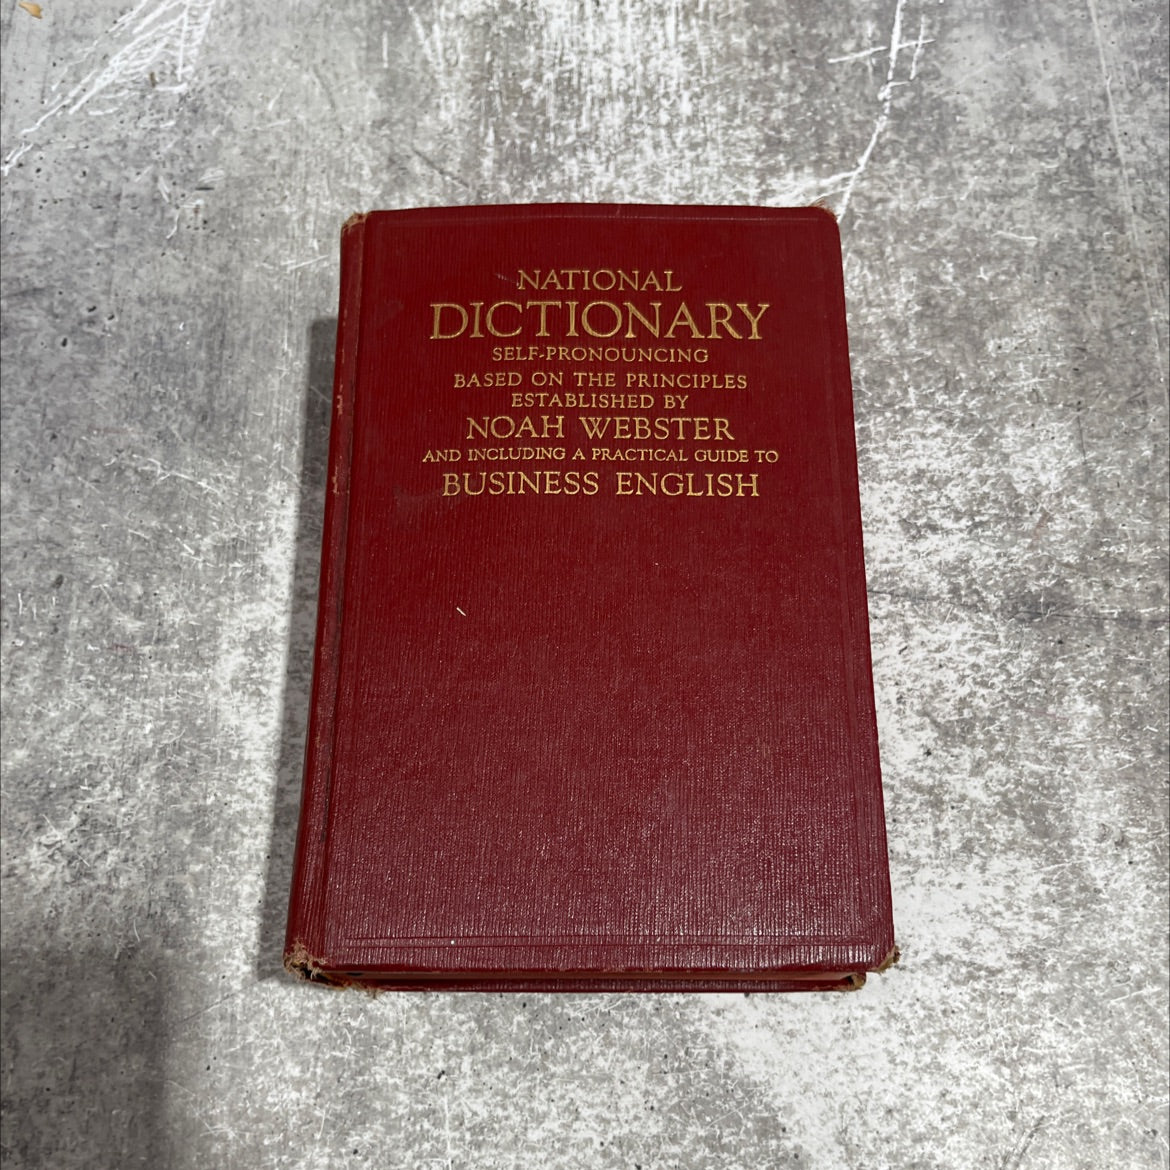 NATIONAL
DICTIONARY
SELF-PRONOUNCING
BASED ON THE PRINCIPLES
ESTABLISHED BY
NOAH WEBSTER
AND INCLUDING A PRACTICAL GUIDE TO
BUSINESS ENGLISH